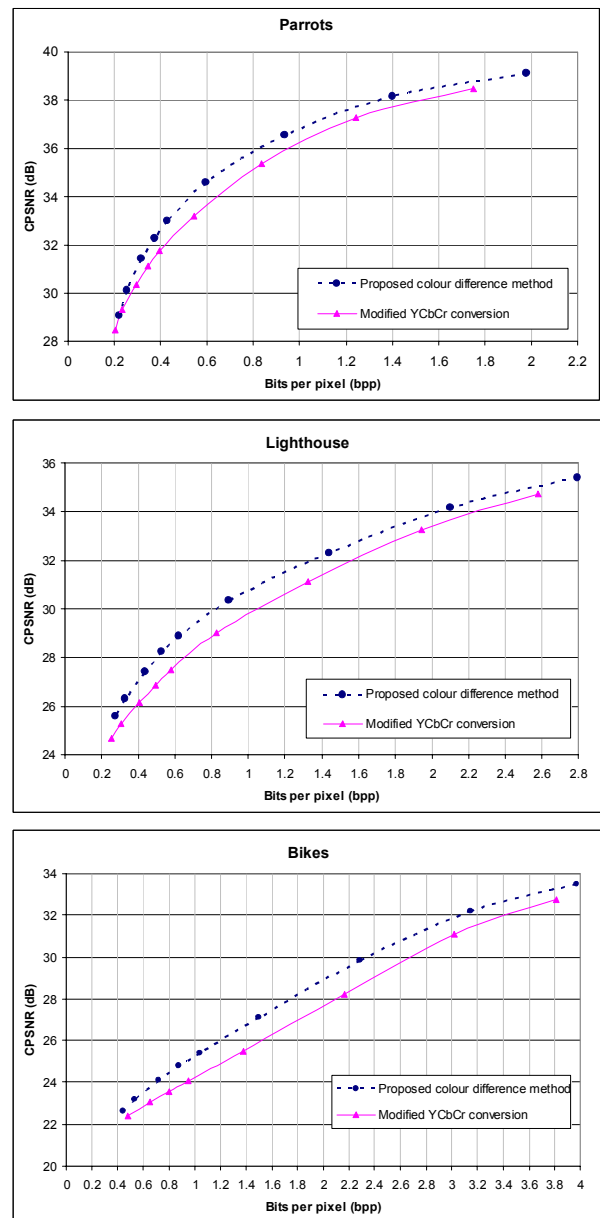 Parrots
40
38
36
34
32
30
28
CPSNR (dB)
Proposed colour difference method
Modified YCbCr conversion
0 0.2 0.4 0.6 0.8 1 1.2 1.4 1.6 1.8 2 2.2
Bits per pixel (bpp)
Lighthouse
36
34
32
30
28
26
24
CPSNR (dB)
Proposed colour difference method
Modified YCbCr conversion
0 0.2 0.4 0.6 0.8 1 1.2 1.4 1.6 1.8 2 2.2 2.4 2.6 2.8
Bits per pixel (bpp)
Bikes
34
32
30
28
26
24
22
20
CPSNR (dB)
Proposed colour difference method
Modified YCbCr conversion
0 0.2 0.4 0.6 0.8 1 1.2 1.4 1.6 1.8 2 2.2 2.4 2.6 2.8 3 3.2 3.4 3.6 3.8 4
Bits per pixel (bpp)